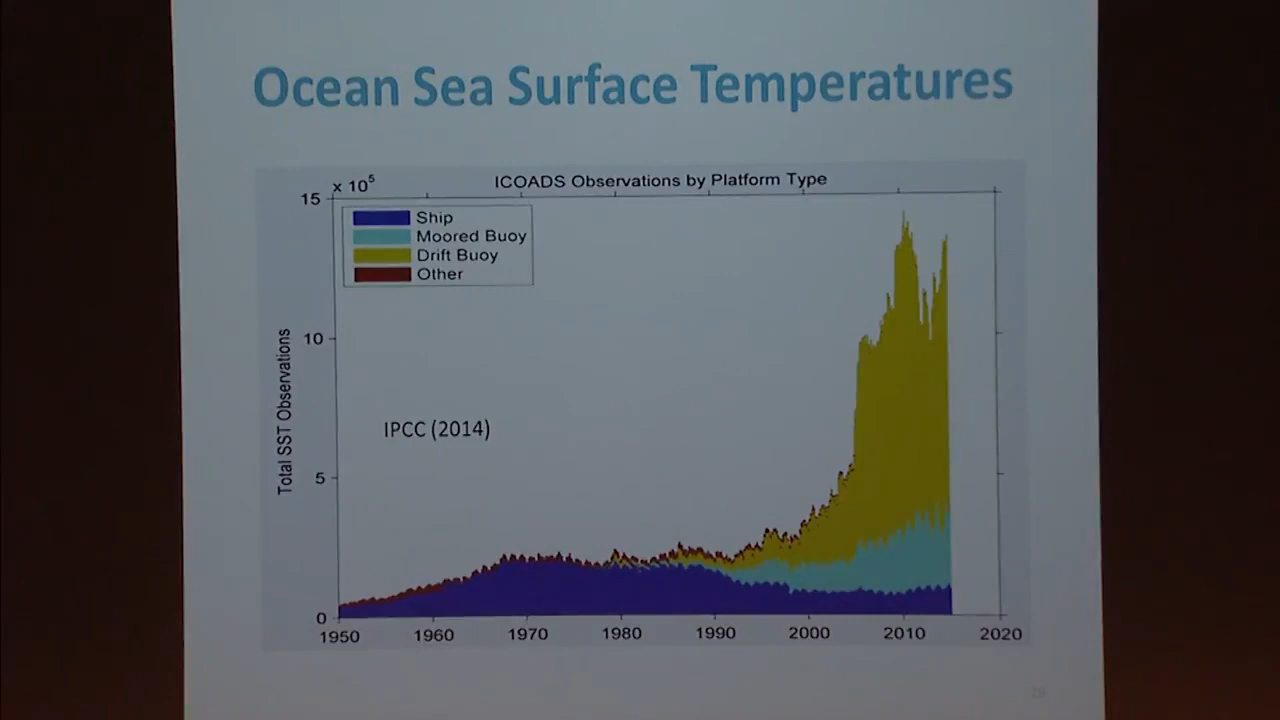 Ocean Sea Surface Temperatures
x 10⁵
ICOADS Observations by Platform Type
15
Ship
Moored Buoy
Drift Buoy
Other
10
Total SST Observations
IPCC (2014)
5
0
1950 1960 1970 1980 1990 2000 2010 2020